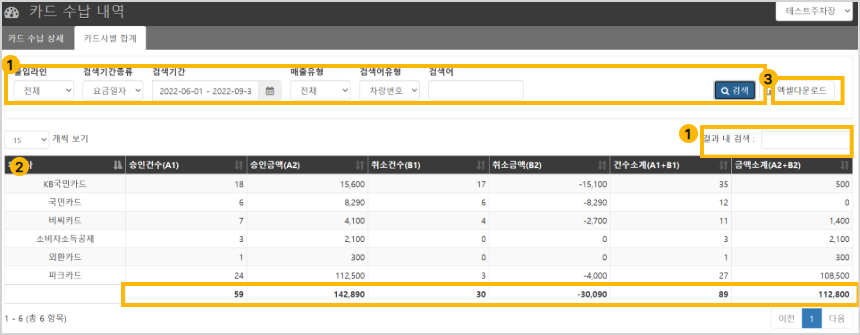 카드 수납 내역
테스트주차장
카드 수납 상세 카드사별 합계
1
출입라인 검색기간종류 검색기간 매출유형 검색어유형 검색어
3
전체 요금일자 2022-06-01 - 2022-09-3 전체 차량번호 검색 엑셀다운로드
15 개씩 보기
1 결과 내 검색 :
2 승인건수(A1) 승인금액(A2) 취소건수(B1) 취소금액(B2) 건수소계(A1+B1) 금액소계(A2+B2)
KB국민카드 18 15,600 17 -15,100 35 500
국민카드 6 8,290 6 -8,290 12 0
비씨카드 7 4,100 4 -2,700 11 1,400
소비자소득공제 3 2,100 0 0 3 2,100
외환카드 1 300 0 0 1 300
파크카드 24 112,500 3 -4,000 27 108,500
59 142,890 30 -30,090 89 112,800
1 - 6 (총 6 항목)
이전 1 다음